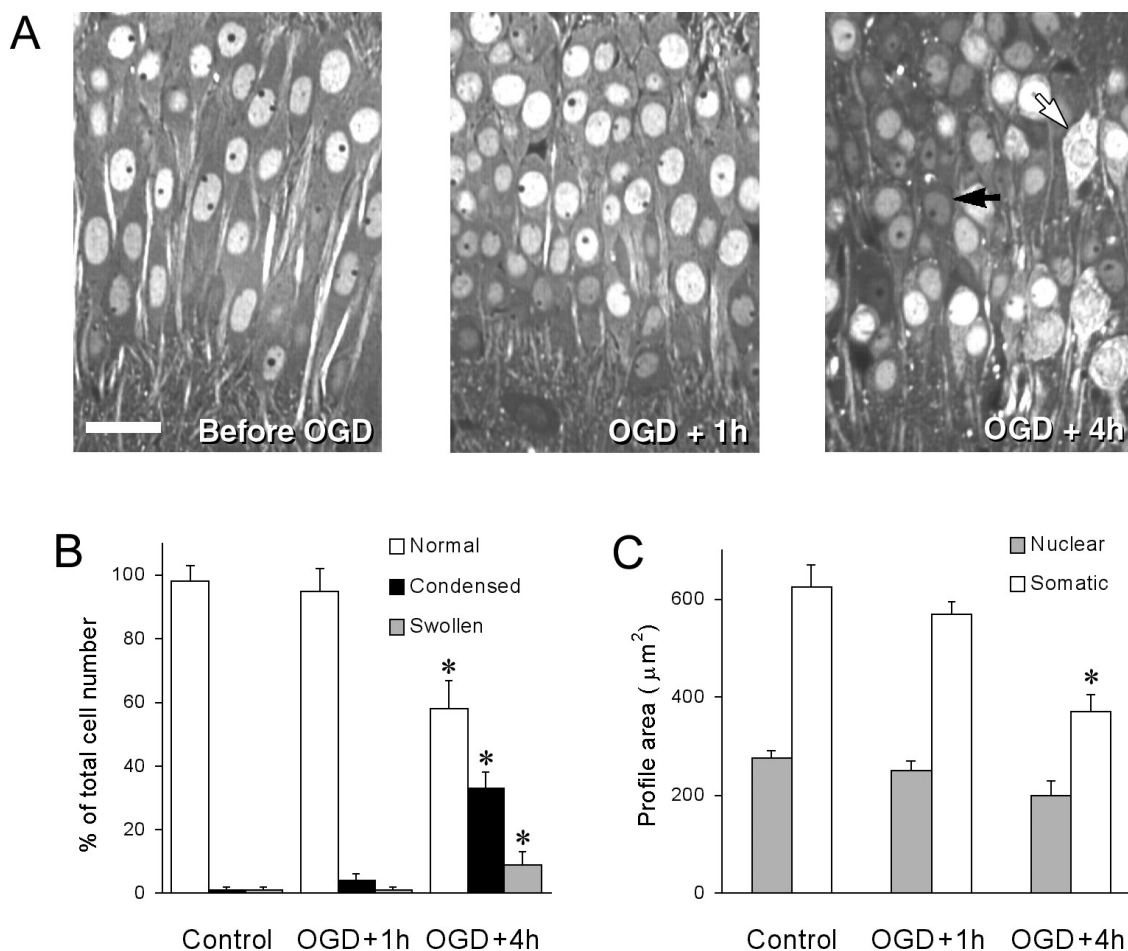 A
Before OGD
OGD + 1h
OGD + 4h
B
% of total cell number
100
80
60
40
20
0
Normal
Condensed
Swollen
*
*
*
Control
OGD+1h
OGD+4h
C
Profile area ( μm²)
600
400
200
0
Nuclear
Somatic
*
Control
OGD+1h
OGD+4h